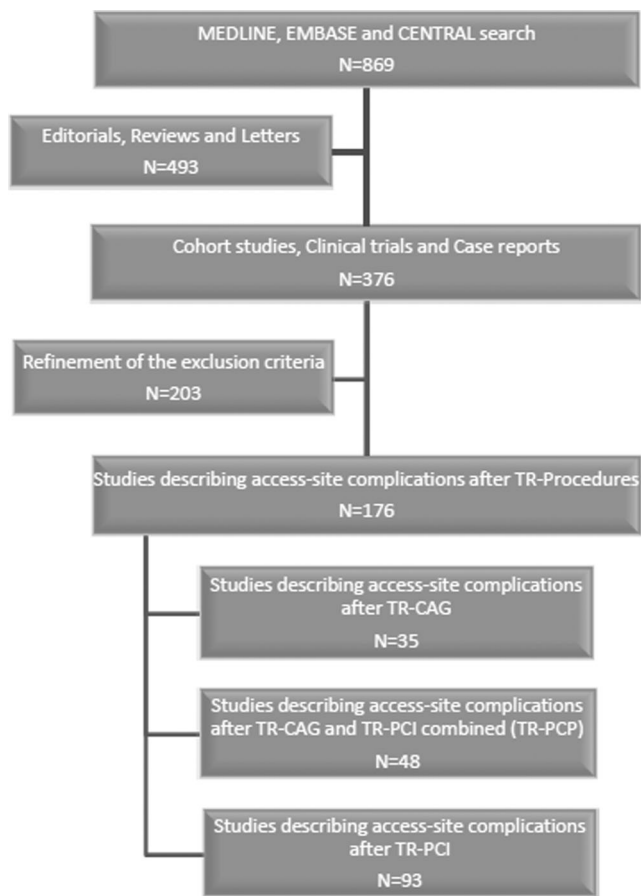 MEDLINE, EMBASE and CENTRAL search
N=869
Editorials, Reviews and Letters
N=493
Cohort studies, Clinical trials and Case reports
N=376
Refinement of the exclusion criteria
N=203
Studies describing access-site complications after TR-Procedures
N=176
Studies describing access-site complications
after TR-CAG
N=35
Studies describing access-site complications
after TR-CAG and TR-PCI combined (TR-PCP)
N=48
Studies describing access-site complications
after TR-PCI
N=93